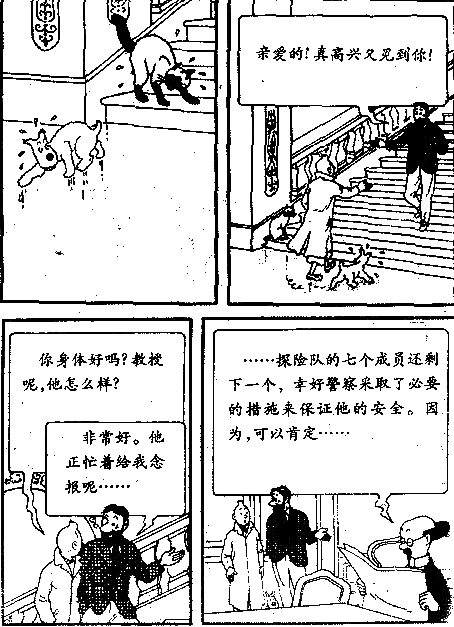 亲爱的!真高兴又见到你!
你身体好吗?教授
呢,他怎么样?
非常好。他
正忙着给我念
报呢……
……探险队的七个成员还剩
下一个,幸好警察采取了必要
的措施来保证他的安全。因
为,可以肯定……